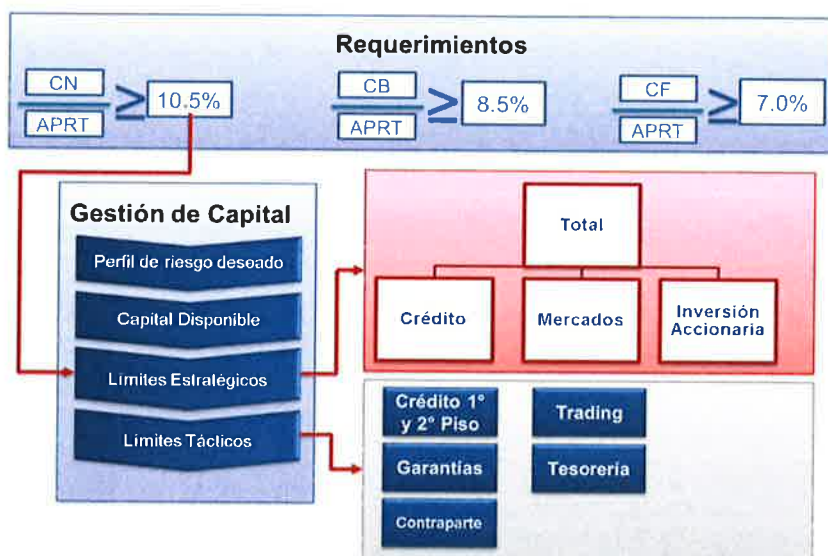 Requerimientos
CN
APRT
≥
10.5%
CB
APRT
≥
8.5%
CF
APRT
≥
7.0%
Gestión de Capital
Perfil de riesgo deseado
Capital Disponible
Límites Estratégicos
Límites Tácticos
Total
Crédito
Mercados
Inversión
Accionaria
Crédito 1°
y 2° Piso
Garantías
Contraparte
Trading
Tesorería